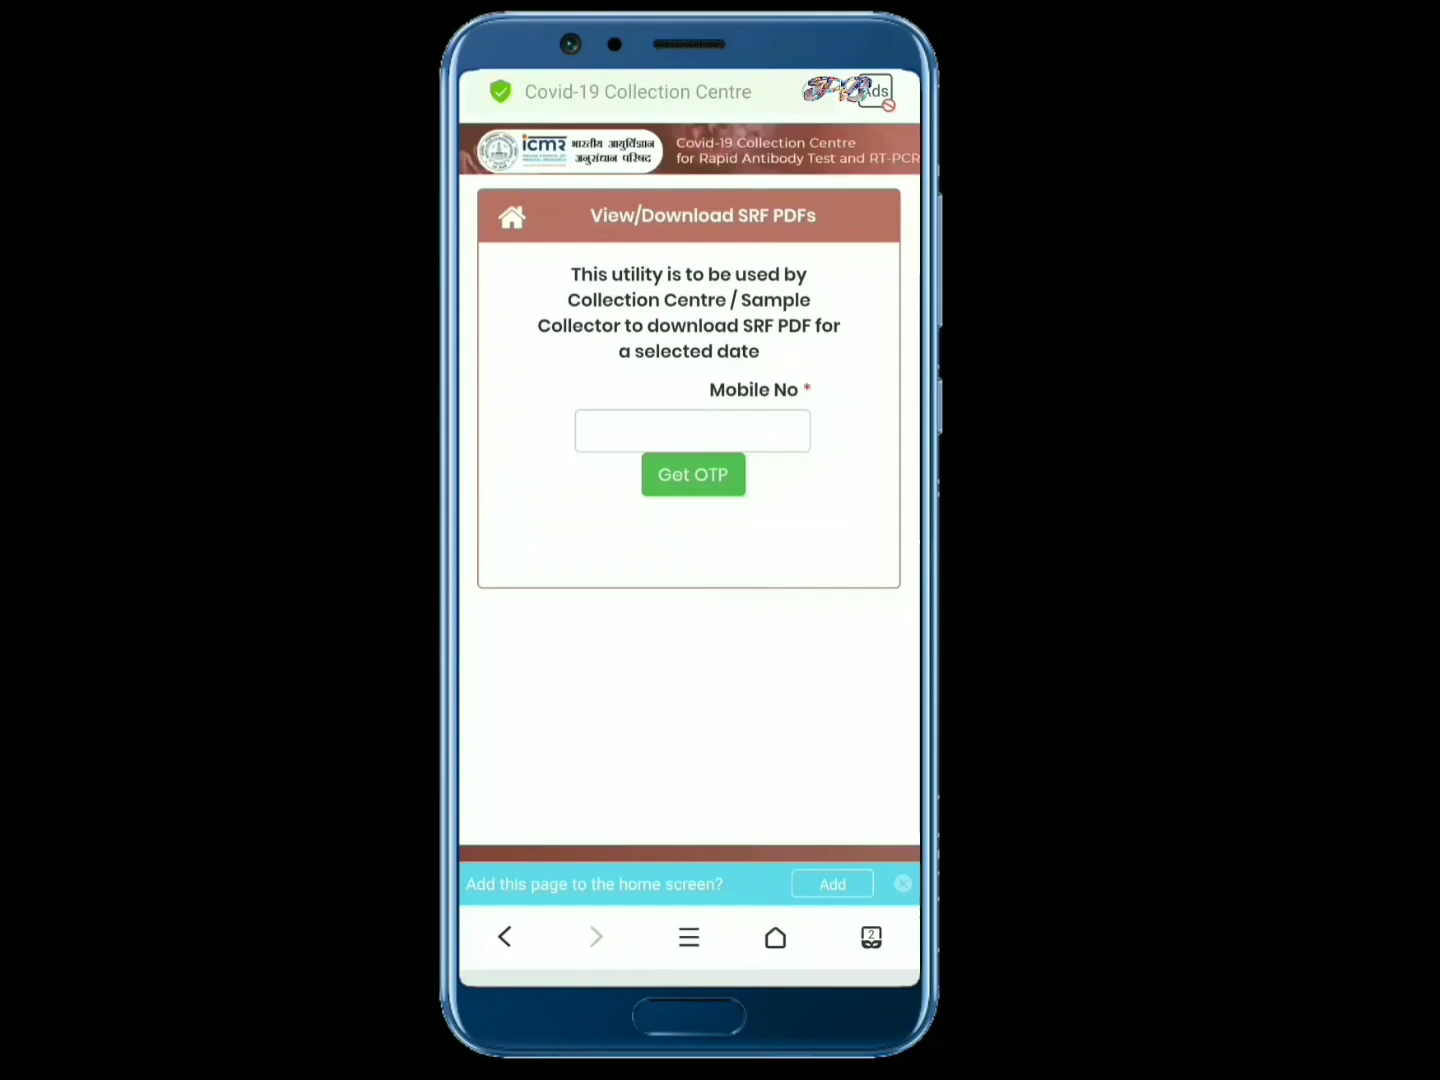 Covid-19 Collection Centre
Ads
icmr
भारतीय आयुर्विज्ञान
अनुसंधान परिषद
Covid-19 Collection Centre
for Rapid Antibody Test and RT-PCR
View/Download SRF PDFs
This utility is to be used by
Collection Centre / Sample
Collector to download SRF PDF for
a selected date
Mobile No *
Get OTP
Add this page to the home screen?
Add
2